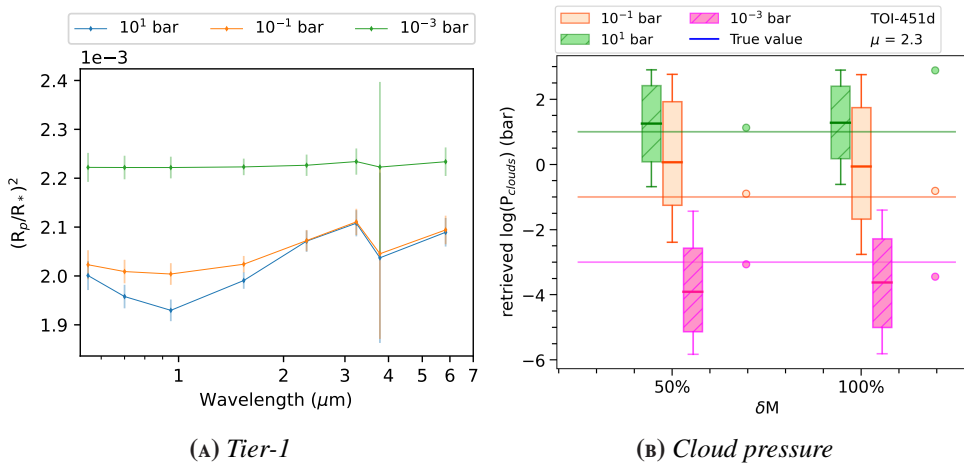 10¹ bar 10⁻¹ bar 10⁻³ bar
1e−3
2.4
2.3
2.2
2.1
2.0
1.9
(Rₚ/R*)²
1 2 3 4 5 6 7
Wavelength (μm)
(A) Tier-1
10⁻¹ bar 10⁻³ bar TOI-451d
10¹ bar True value μ = 2.3
2
0
−2
−4
−6
retrieved log(P_clouds) (bar)
50% 100%
δM
(B) Cloud pressure